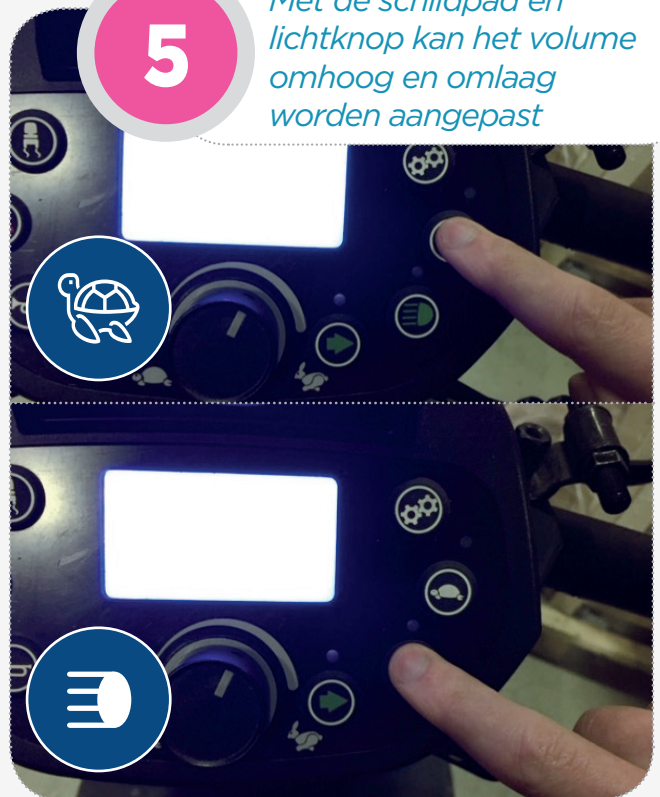 5
Met de schildpad en
lichtknop kan het volume
omhoog en omlaag
worden aangepast